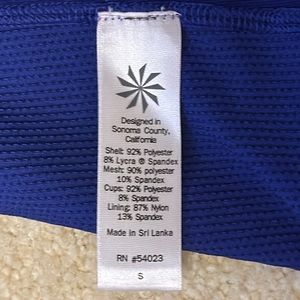 Designed in
Sonoma County,
California
Shell: 92% Polyester
8% Lycra ® Spandex
Mesh: 90% polyester
10% Spandex
Cups: 92% Polyester
8% Spandex
Lining: 87% Nylon
13% Spandex
Made in Sri Lanka
RN #54023
S